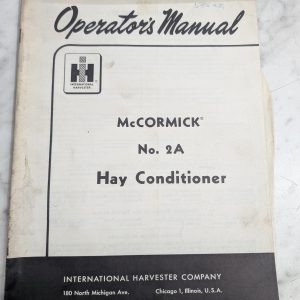 Operator's Manual
IH
INTERNATIONAL
HARVESTER
McCORMICK
No. 2A
Hay Conditioner
INTERNATIONAL HARVESTER COMPANY
180 North Michigan Ave. Chicago 1, Illinois, U.S.A.